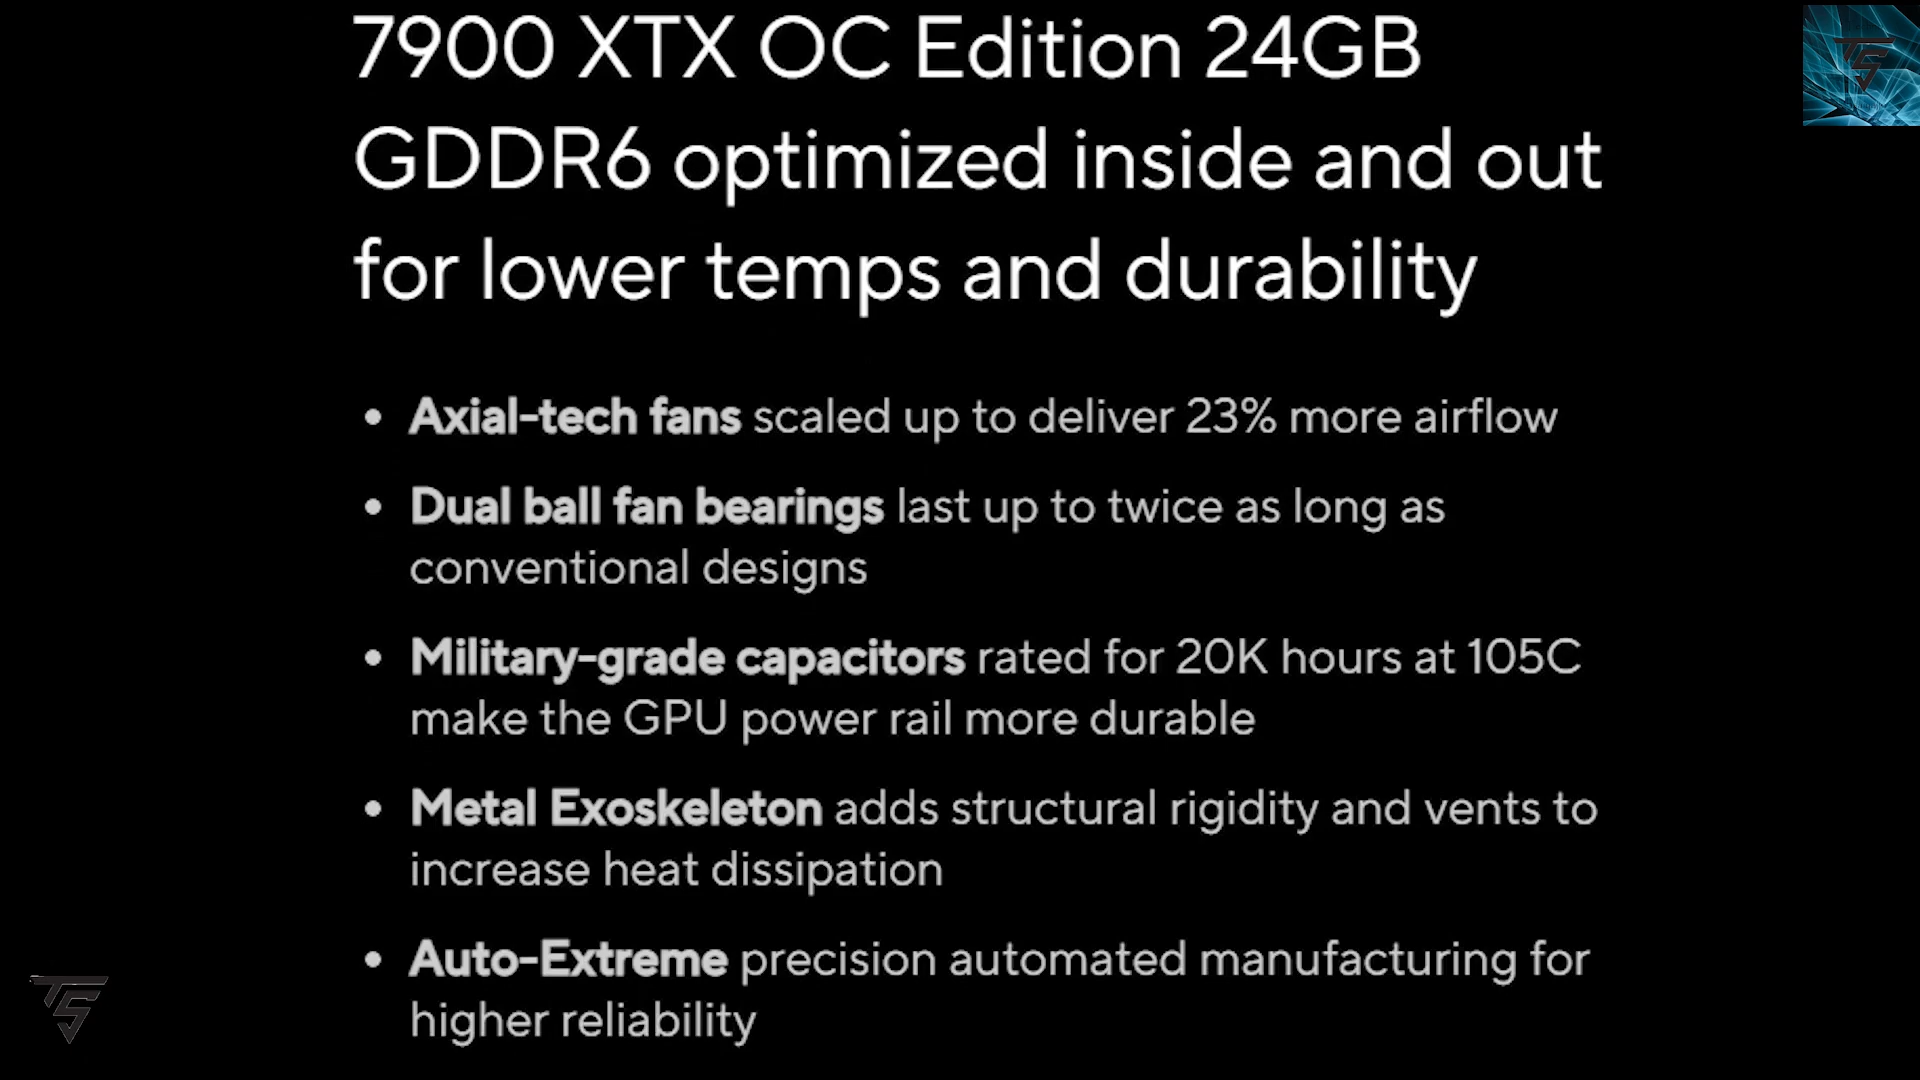 7900 XTX OC Edition 24GB
GDDR6 optimized inside and out
for lower temps and durability
• Axial-tech fans scaled up to deliver 23% more airflow
• Dual ball fan bearings last up to twice as long as
conventional designs
• Military-grade capacitors rated for 20K hours at 105C
make the GPU power rail more durable
• Metal Exoskeleton adds structural rigidity and vents to
increase heat dissipation
• Auto-Extreme precision automated manufacturing for
higher reliability
TS
TS